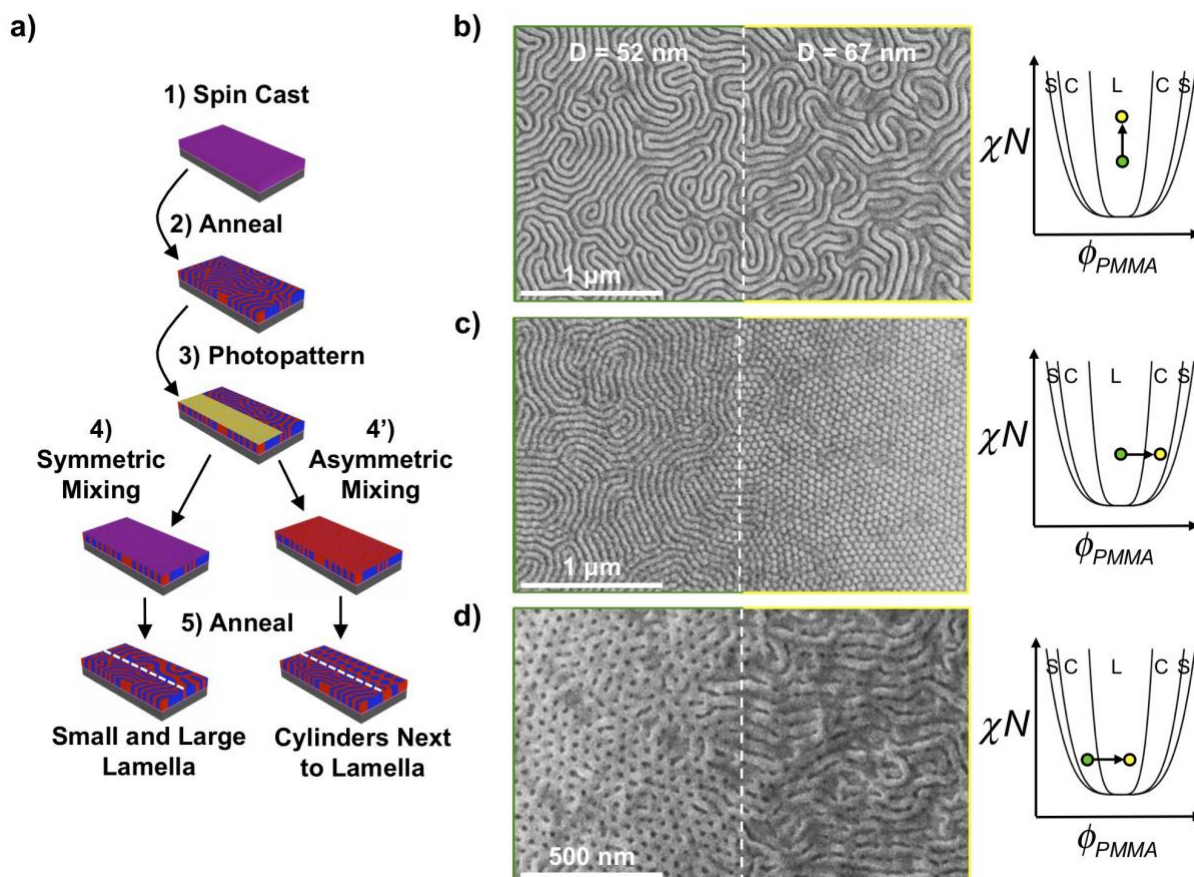 a)
1) Spin Cast
2) Anneal
3) Photopattern
4)
Symmetric
Mixing
4')
Asymmetric
Mixing
5) Anneal
Small and Large
Lamella
Cylinders Next
to Lamella
b)
D = 52 nm
D = 67 nm
1 µm
S C L C S
χN
ϕPMMA
c)
1 µm
S C L C S
χN
ϕPMMA
d)
500 nm
S C L C S
χN
ϕPMMA